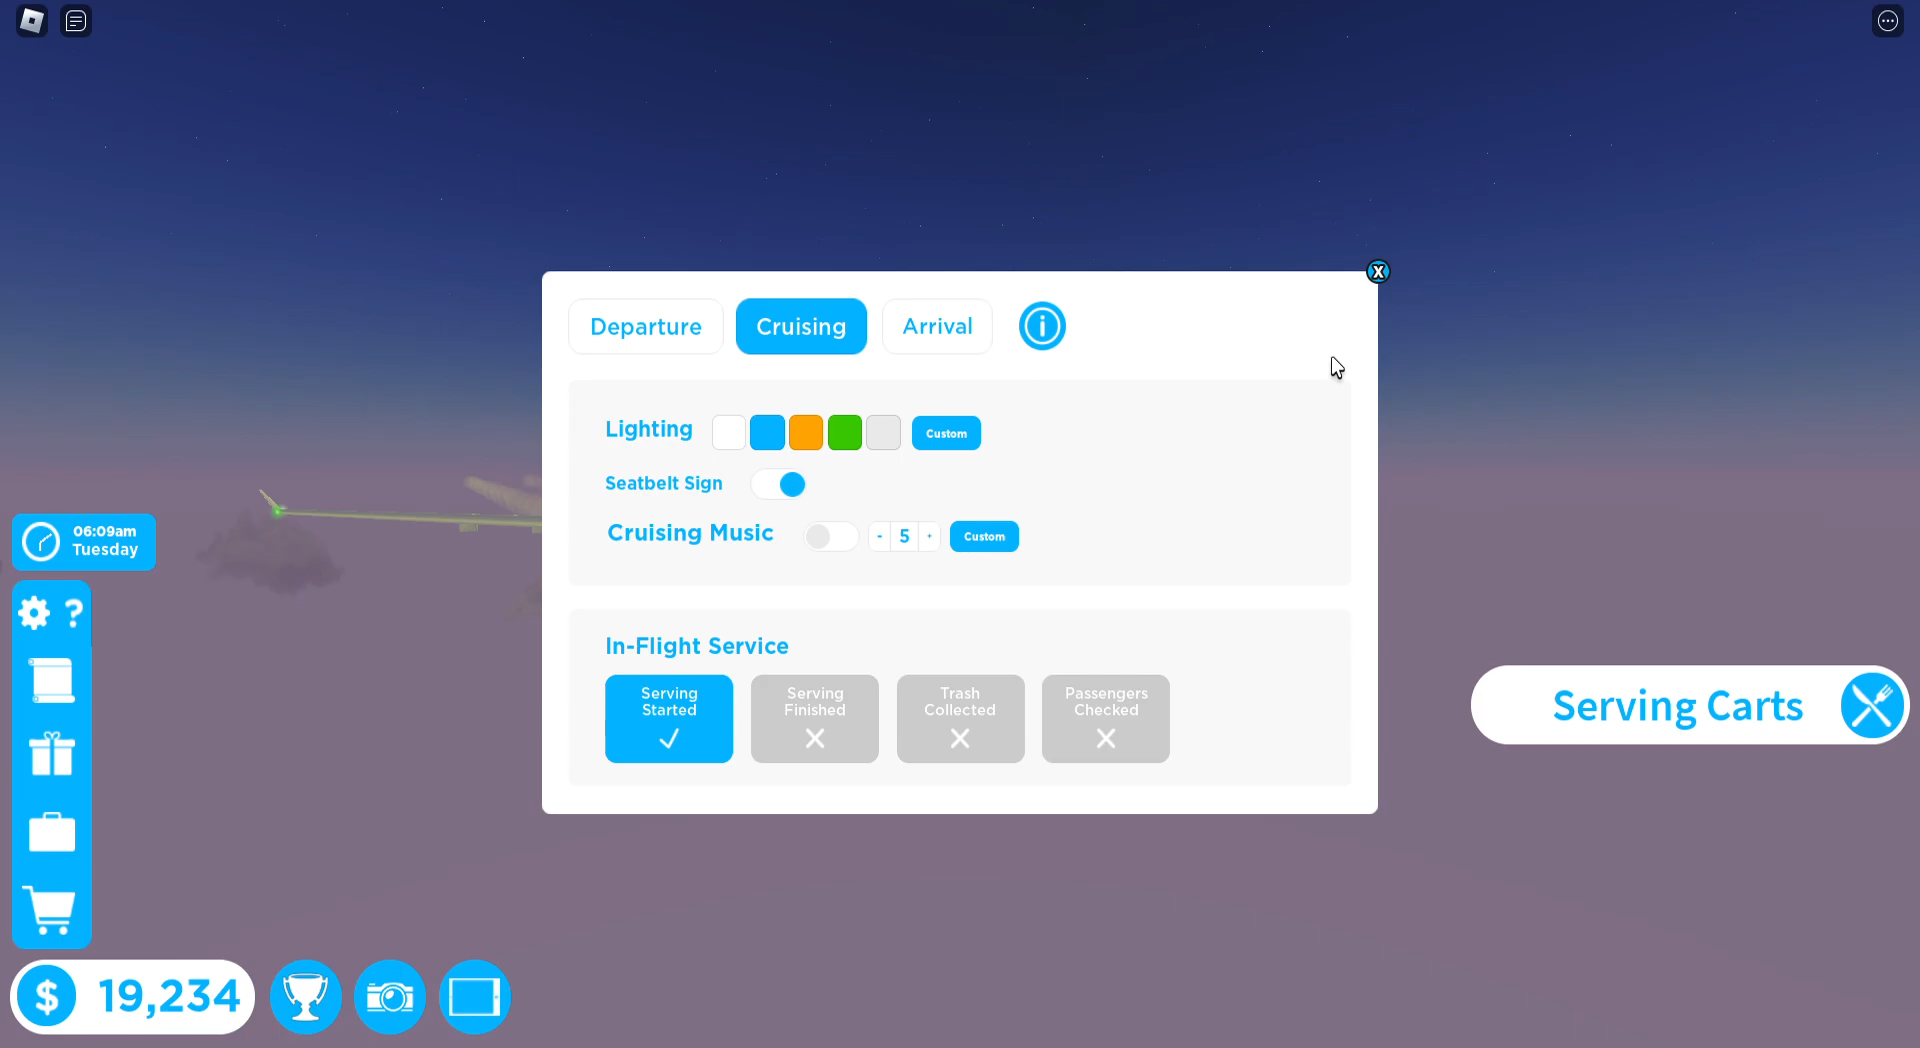 X
Departure
Cruising
Arrival
i
Lighting
Custom
Seatbelt Sign
Cruising Music
- 5 +
Custom
06:09am
Tuesday
?
In-Flight Service
Serving
Started
Serving
Finished
Trash
Collected
Passengers
Checked
Serving Carts
$ 19,234